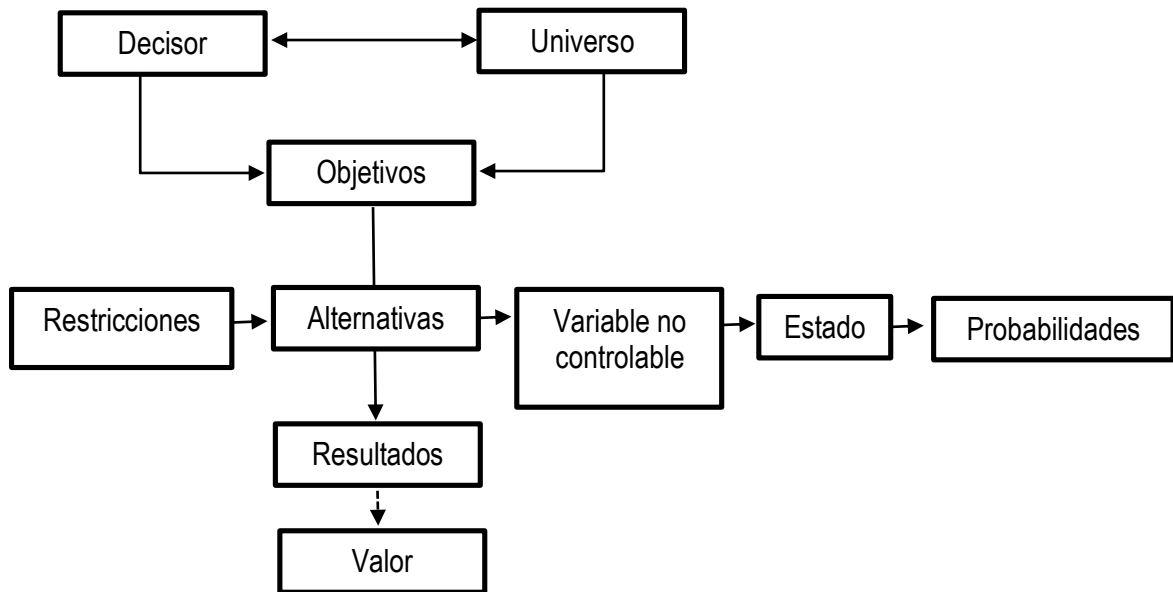 Decisor
Universo
Objetivos
Restricciones
Alternativas
Variable no
controlable
Estado
Probabilidades
Resultados
Valor